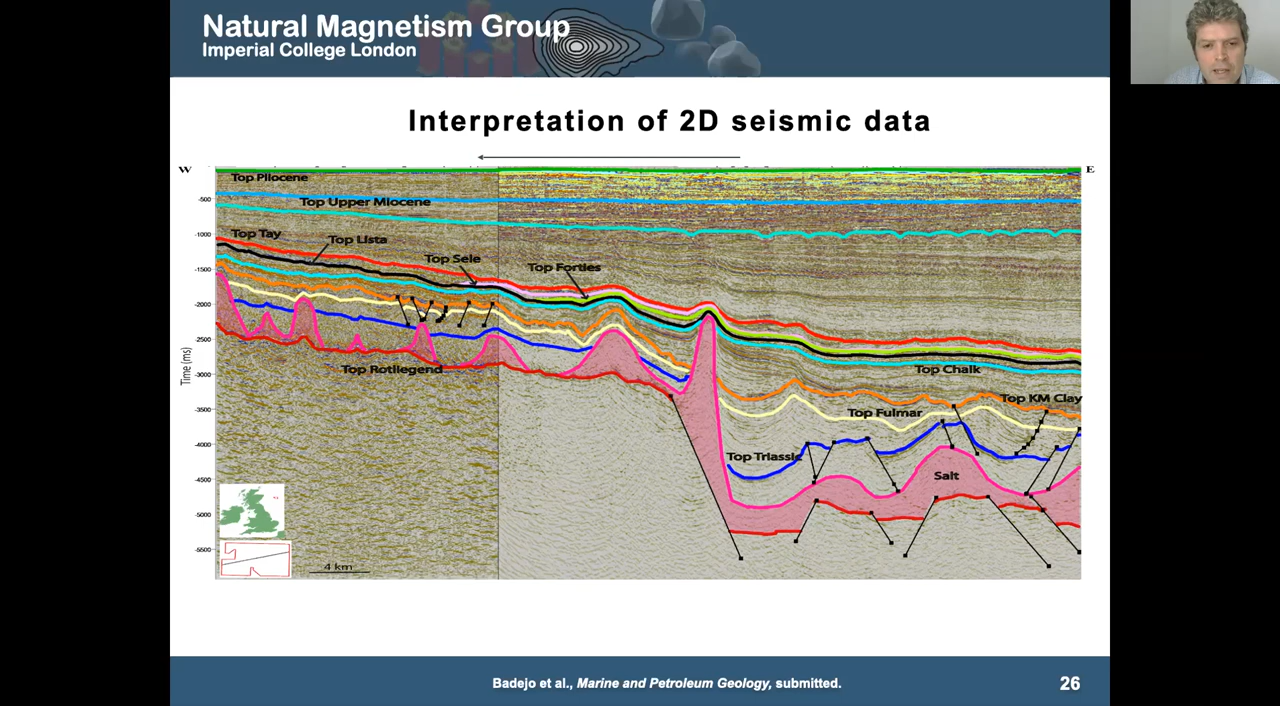 Natural Magnetism Group
Imperial College London
Interpretation of 2D seismic data
W
E
Top Pliocene
-500
Top Upper Miocene
-1000
Top Tay
Top Lista
-1500
Top Sele
Top Forties
-2000
-2500
Time (ms)
-3000
Top Rotliegend
Top Chalk
Top KM Clay
-3500
Top Fulmar
-4000
Top Triassic
-4500
Salt
-5000
-5500
4 km
Badejo et al., Marine and Petroleum Geology, submitted.
26